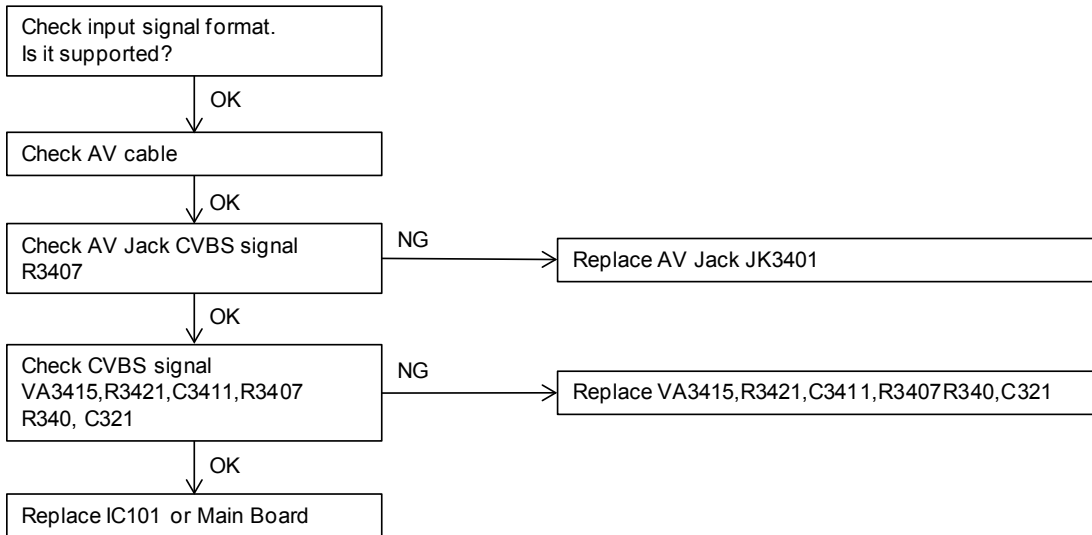 Check input signal format.
Is it supported?
OK
Check AV cable
OK
Check AV Jack CVBS signal
R3407
NG
Replace AV Jack JK3401
OK
Check CVBS signal
VA3415,R3421,C3411,R3407
R340, C321
NG
Replace VA3415,R3421,C3411,R3407R340,C321
OK
Replace IC101 or Main Board